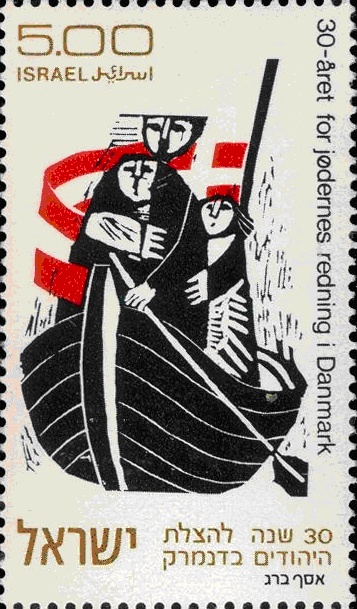 5.00
ISRAEL اسرائيل
30-året for jødernes redning i Danmark
ישראל
30 שנה להצלת
היהודים בדנמרק
אסף ברג